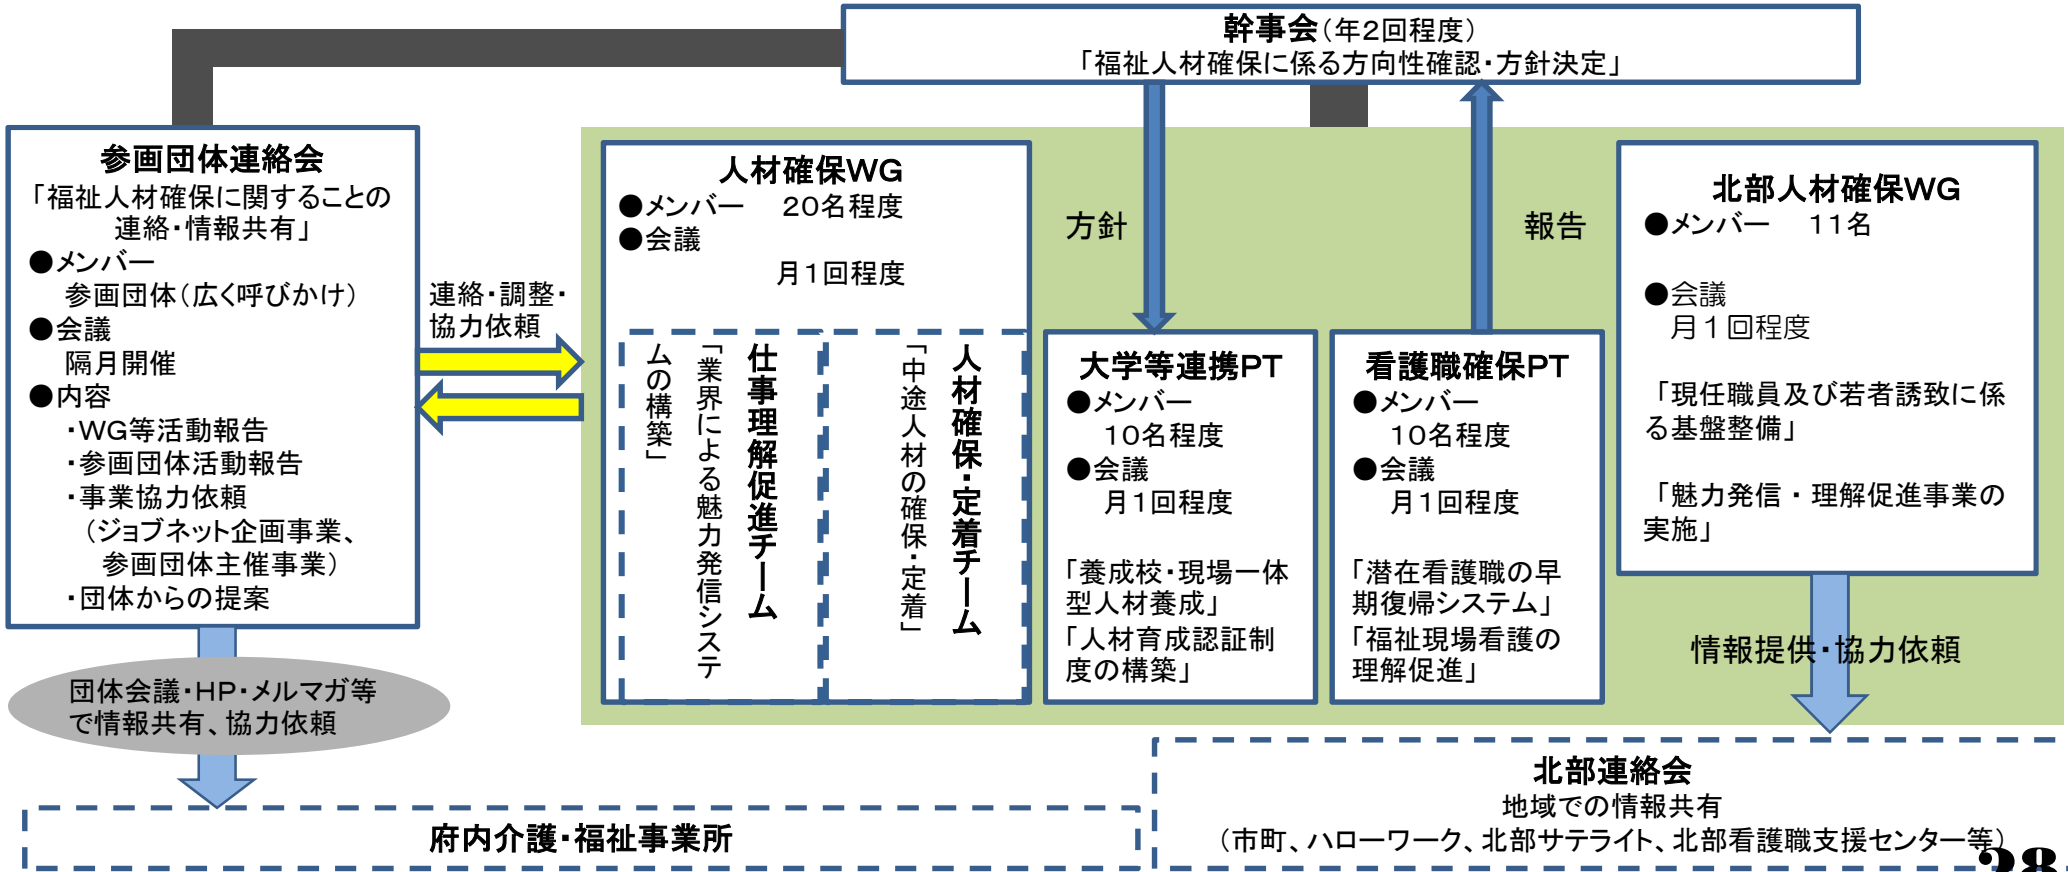 幹事会（年2回程度）
「福祉人材確保に係る方向性確認・方針決定」
参画団体連絡会
「福祉人材確保に関することの
連絡・情報共有」
●メンバー
参画団体（広く呼びかけ）
●会議
隔月開催
●内容
・WG等活動報告
・参画団体活動報告
・事業協力依頼
（ジョブネット企画事業、
参画団体主催事業）
・団体からの提案
連絡・調整・
協力依頼
人材確保WG
●メンバー　20名程度
●会議
月1回程度
人材確保・定着チーム
「中途人材の確保・定着」
仕事理解促進チーム
「業界による魅力発信システ
ムの構築」
方針
報告
大学等連携PT
●メンバー
10名程度
●会議
月1回程度
「養成校・現場一体
型人材養成」
「人材育成認証制
度の構築」
看護職確保PT
●メンバー
10名程度
●会議
月1回程度
「潜在看護職の早
期復帰システム」
「福祉現場看護の
理解促進」
北部人材確保WG
●メンバー　11名
●会議
月1回程度
「現任職員及び若者誘致に係
る基盤整備」
「魅力発信・理解促進事業の
実施」
情報提供・協力依頼
団体会議・HP・メルマガ等
で情報共有、協力依頼
府内介護・福祉事業所
北部連絡会
地域での情報共有
（市町、ハローワーク、北部サテライト、北部看護職支援センター等）
28